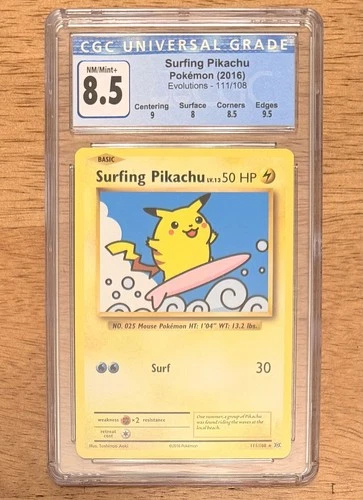 CGC UNIVERSAL GRADE
NM/Mint+
8.5
Surfing Pikachu
Pokémon (2016)
Evolutions - 111/108
Centering Surface Corners Edges
9 8 8.5 9.5
BASIC
Surfing Pikachu LV.13 50 HP
NO. 025 Mouse Pokémon HT: 1'04" WT: 13.2 lbs.
Surf 30
weakness ×2 resistance
retreat cost
One summer, a group of Pikachu
was found riding the waves at the
local beach.
©2016 Pokémon
111/108